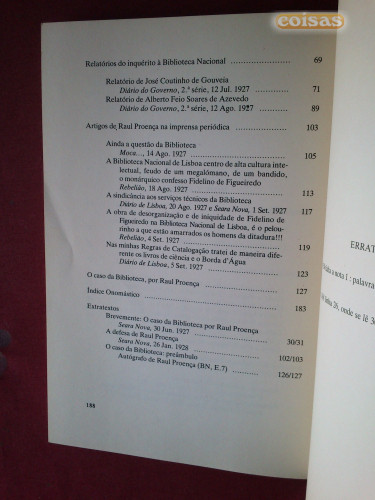 coisas
Relatórios do inquérito à Biblioteca Nacional ........................ 69
Relatório de José Coutinho de Gouveia
Diário do Governo, 2.ª série, 12 Jul. 1927 ........................ 71
Relatório de Alberto Feio Soares de Azevedo
Diário do Governo, 2.ª série, 12 Ago. 1927 ........................ 89
Artigos de Raul Proença na imprensa periódica ........................ 103
Ainda a questão da Biblioteca
14 Ago. 1927 ........................ 105
A Biblioteca Nacional de Lisboa centro de alta cultura intelectual,
feudo de um megalómano, de um bandido,
o monárquico confesso Fidelino de Figueiredo
Rebelião, 18 Ago. 1927 ........................ 113
A sindicância aos serviços técnicos da Biblioteca
Diário de Lisboa, 20 Ago. 1927 e Seara Nova, 1 Set. 1927 ...... 117
A obra de desorganização e de iniquidade de Fidelino de
Figueiredo na Biblioteca Nacional de Lisboa, é o pelourinho
a que estão amarrados os homens da ditadura!!!
Rebelião, 4 Set. 1927 ........................ 119
Nas minhas Regras de Catalogação tratei de maneira diferente
os livros de ciência e o Borda d'Água
Diário de Lisboa, 5 Set. 1927 ........................ 123
O caso da Biblioteca, por Raul Proença ........................ 127
Índice Onomástico ........................ 183
Extratextos
Brevemente: O caso da Biblioteca por Raul Proença
Seara Nova, 30 Jun. 1927 ........................ 30/31
A defesa de Raul Proença
Seara Nova, 26 Jan. 1928 ........................ 102/103
O caso da Biblioteca: preâmbulo
Autógrafo de Raul Proença (BN, E.7) ............ 126/127
188
ERRAT
nota 1: palavra
26, onde se lê